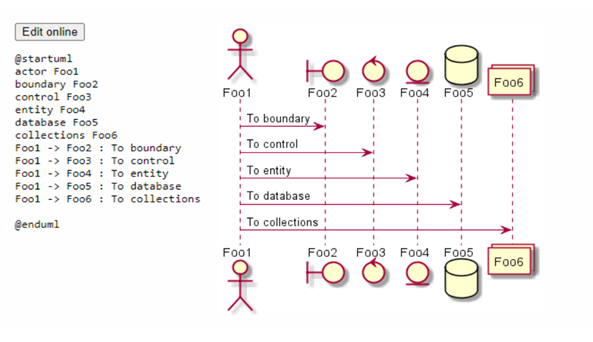 Edit online
@startuml
actor Foo1
boundary Foo2
control Foo3
entity Foo4
database Foo5
collections Foo6
Foo1 -> Foo2 : To boundary
Foo1 -> Foo3 : To control
Foo1 -> Foo4 : To entity
Foo1 -> Foo5 : To database
Foo1 -> Foo6 : To collections
@enduml
Foo1 Foo2 Foo3 Foo4 Foo5 Foo6
To boundary
To control
To entity
To database
To collections
Foo1 Foo2 Foo3 Foo4 Foo5 Foo6